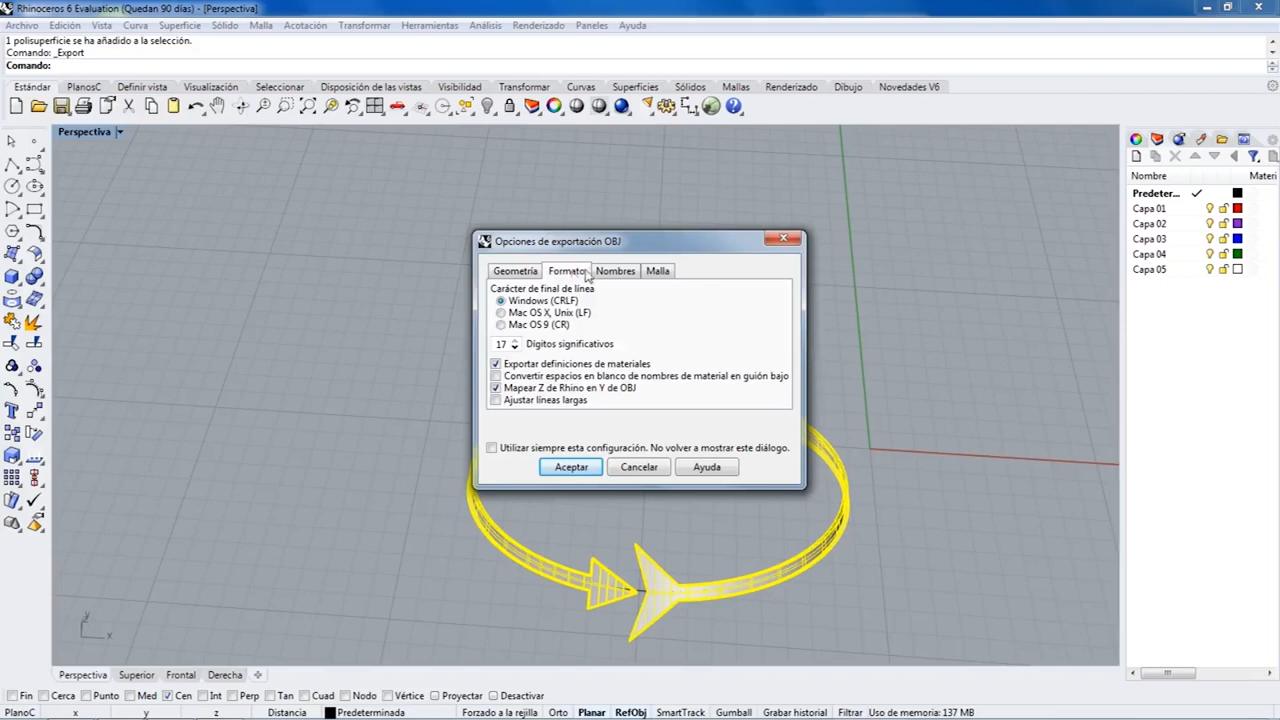 Rhinoceros 6 Evaluation (Quedan 90 días) - [Perspectiva]
Archivo Edición Vista Curva Superficie Sólido Malla Acotación Transformar Herramientas Análisis Renderizado Paneles Ayuda
1 polisuperficie se ha añadido a la selección.
Comando: _Export
Comando:
Estándar PlanosC Definir vista Visualización Seleccionar Disposición de las vistas Visibilidad Transformar Curvas Superficies Sólidos Mallas Renderizado Dibujo Novedades V6
Perspectiva
Nombre Materi
Predeter...
Capa 01
Capa 02
Capa 03
Capa 04
Capa 05
Opciones de exportación OBJ
Geometría Formato Nombres Malla
Carácter de final de línea
Windows (CRLF)
Mac OS X, Unix (LF)
Mac OS 9 (CR)
17 Dígitos significativos
Exportar definiciones de materiales
Convertir espacios en blanco de nombres de material en guión bajo
Mapear Z de Rhino en Y de OBJ
Ajustar líneas largas
Utilizar siempre esta configuración. No volver a mostrar este diálogo.
Aceptar Cancelar Ayuda
y
x
Perspectiva Superior Frontal Derecha
Fin Cerca Punto Med Cen Int Perp Tan Cuad Nodo Vértice Proyectar Desactivar
PlanoC x y z Distancia Predeterminada Forzado a la rejilla Orto Planar RefObj SmartTrack Gumball Grabar historial Filtrar Uso de memoria: 137 MB